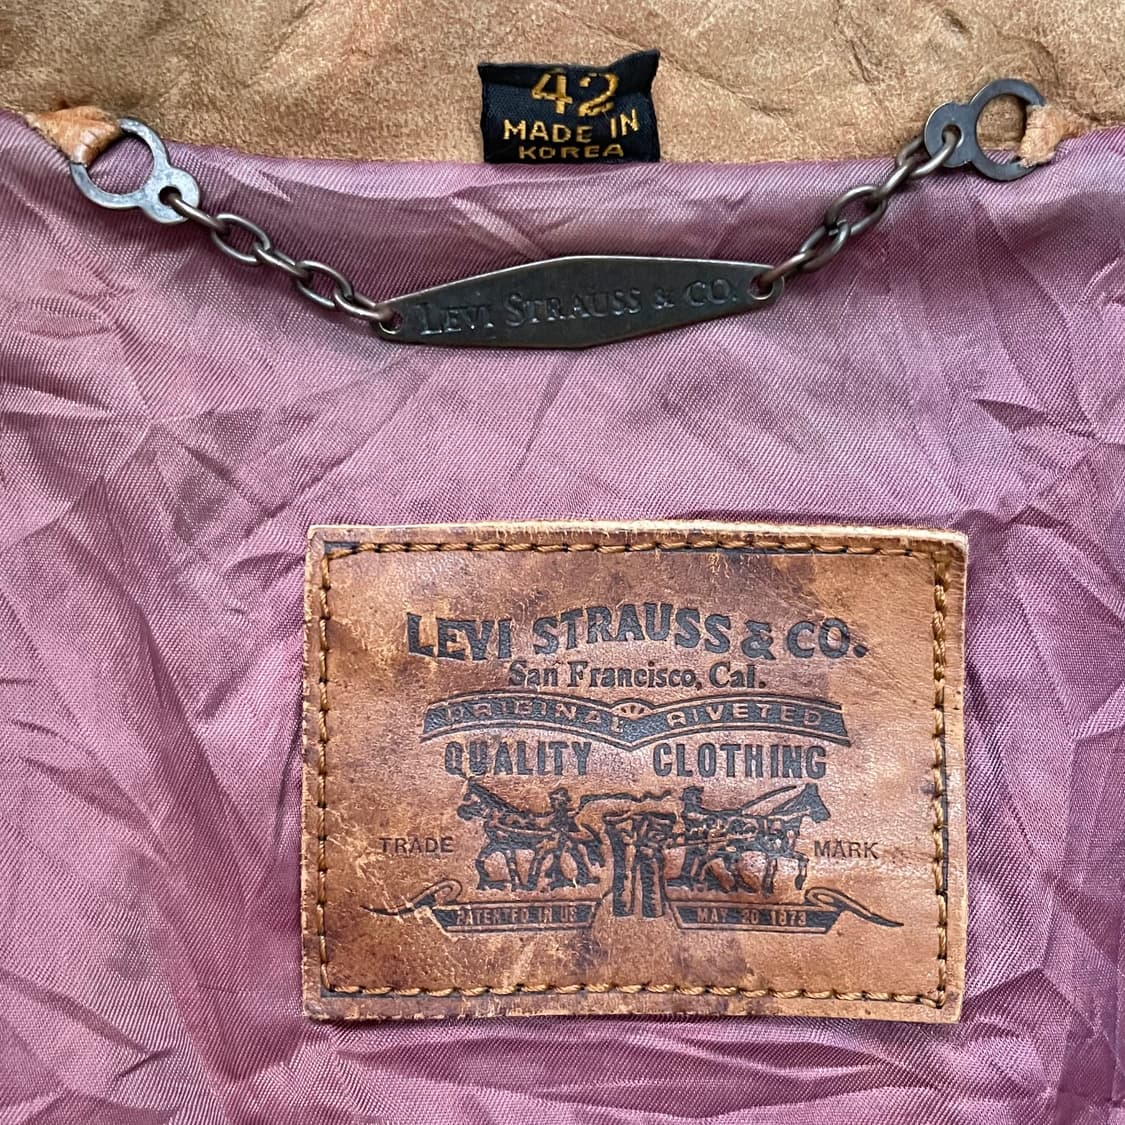 42
MADE IN
KOREA
LEVI STRAUSS & CO.
LEVI STRAUSS & CO.
San Francisco, Cal.
ORIGINAL RIVETED
QUALITY CLOTHING
TRADE MARK
PATENTED IN US MAY 20 1873